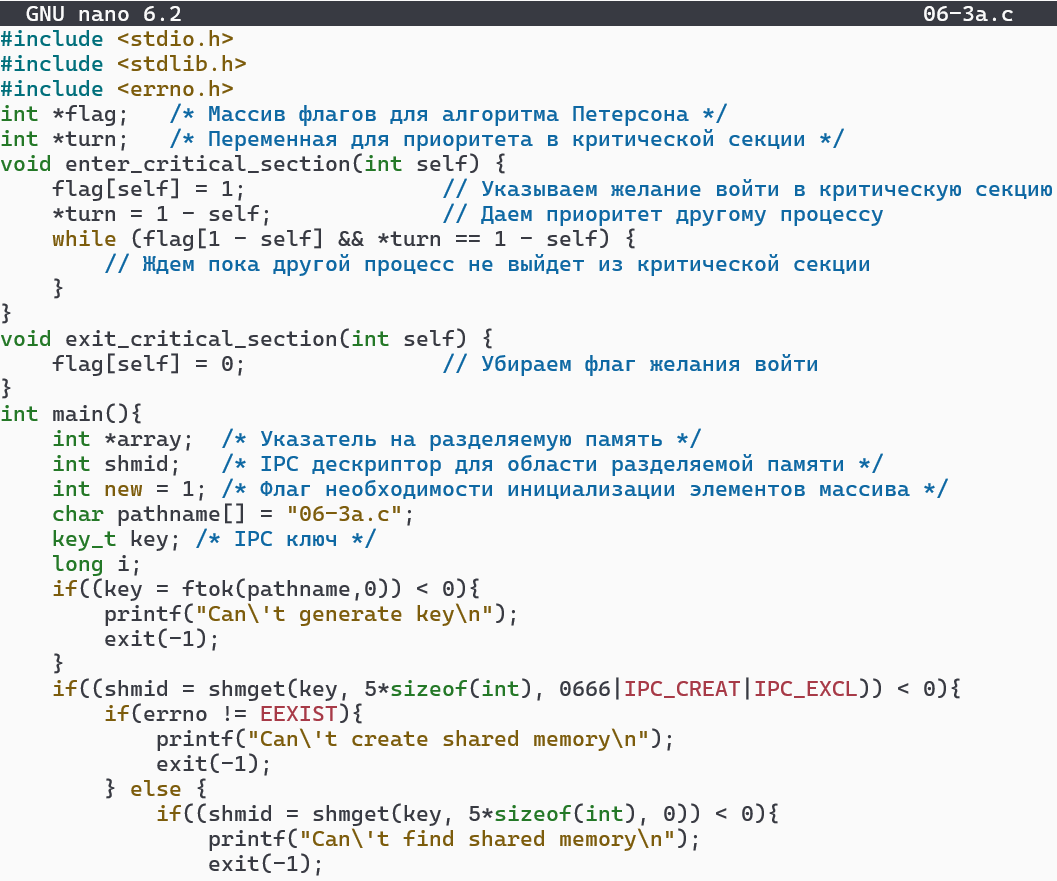 GNU nano 6.2 06-3a.c
#include <stdio.h>
#include <stdlib.h>
#include <errno.h>
int *flag;   /* Массив флагов для алгоритма Петерсона */
int *turn;   /* Переменная для приоритета в критической секции */
void enter_critical_section(int self) {
    flag[self] = 1;               // Указываем желание войти в критическую секцию
    *turn = 1 - self;             // Даем приоритет другому процессу
    while (flag[1 - self] && *turn == 1 - self) {
        // Ждем пока другой процесс не выйдет из критической секции
    }
}
void exit_critical_section(int self) {
    flag[self] = 0;               // Убираем флаг желания войти
}
int main(){
    int *array;  /* Указатель на разделяемую память */
    int shmid;   /* IPC дескриптор для области разделяемой памяти */
    int new = 1; /* Флаг необходимости инициализации элементов массива */
    char pathname[] = "06-3a.c";
    key_t key; /* IPC ключ */
    long i;
    if((key = ftok(pathname,0)) < 0){
        printf("Can\'t generate key\n");
        exit(-1);
    }
    if((shmid = shmget(key, 5*sizeof(int), 0666|IPC_CREAT|IPC_EXCL)) < 0){
        if(errno != EEXIST){
            printf("Can\'t create shared memory\n");
            exit(-1);
        } else {
            if((shmid = shmget(key, 5*sizeof(int), 0)) < 0){
                printf("Can\'t find shared memory\n");
                exit(-1);